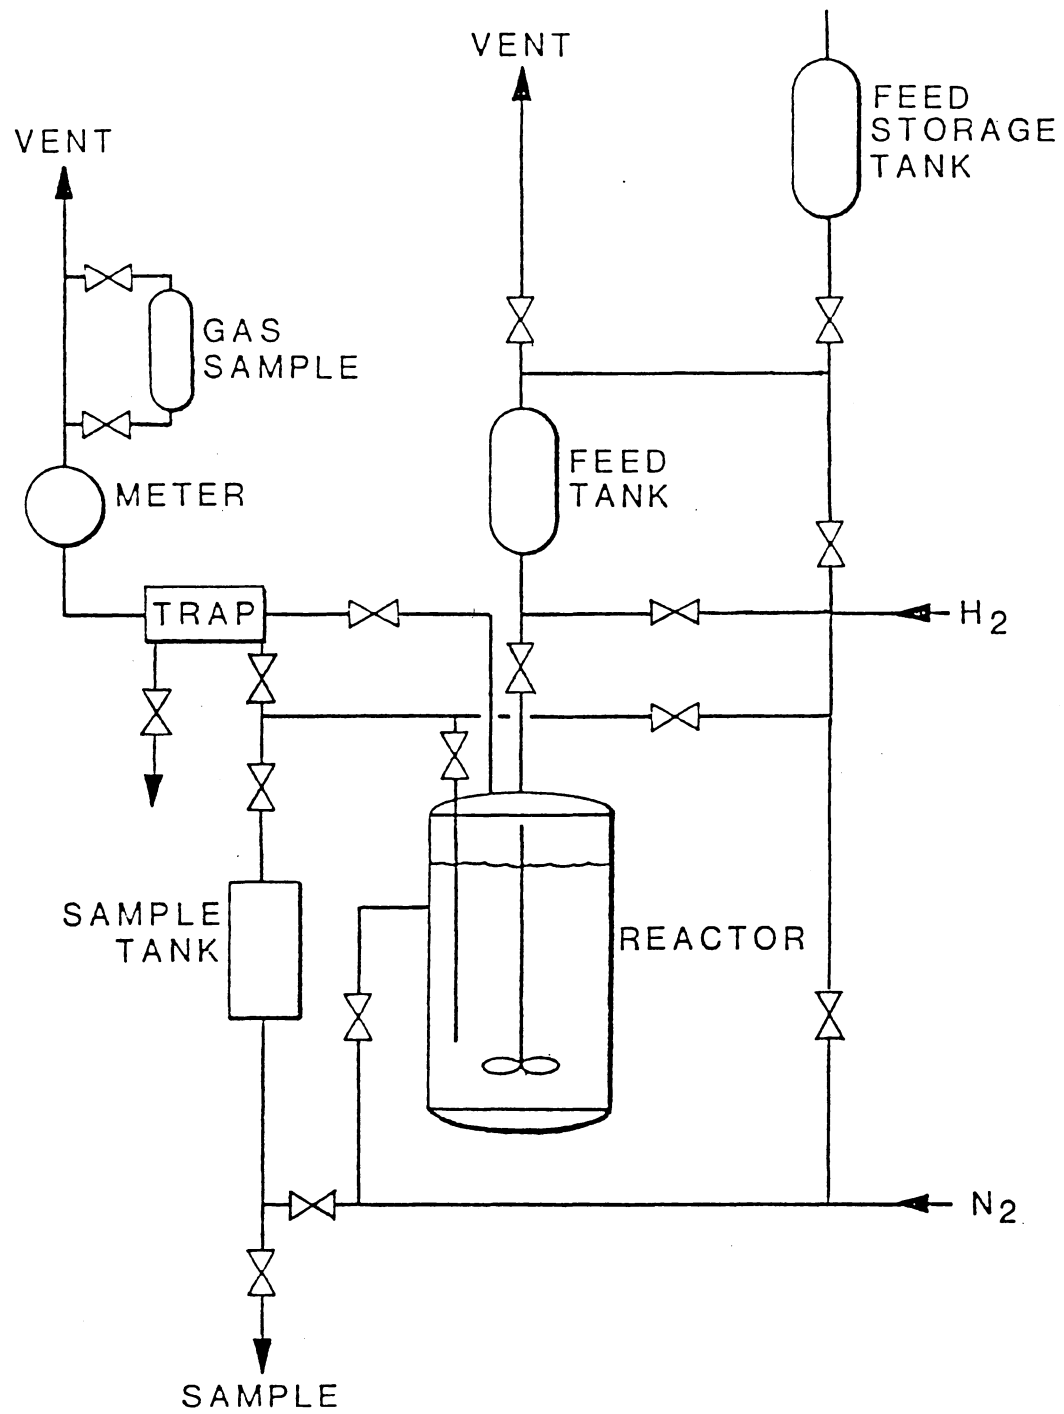 VENT
FEED
STORAGE
TANK
VENT
GAS
SAMPLE
FEED
TANK
METER
TRAP
H2
SAMPLE
TANK
REACTOR
N2
SAMPLE